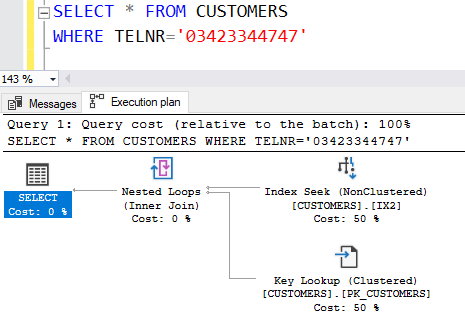 SELECT * FROM CUSTOMERS
WHERE TELNR='03423344747'
143 %
Messages
Execution plan
Query 1: Query cost (relative to the batch): 100%
SELECT * FROM CUSTOMERS WHERE TELNR='03423344747'
SELECT
Cost: 0 %
Nested Loops
(Inner Join)
Cost: 0 %
Index Seek (NonClustered)
[CUSTOMERS].[IX2]
Cost: 50 %
Key Lookup (Clustered)
[CUSTOMERS].[PK_CUSTOMERS]
Cost: 50 %